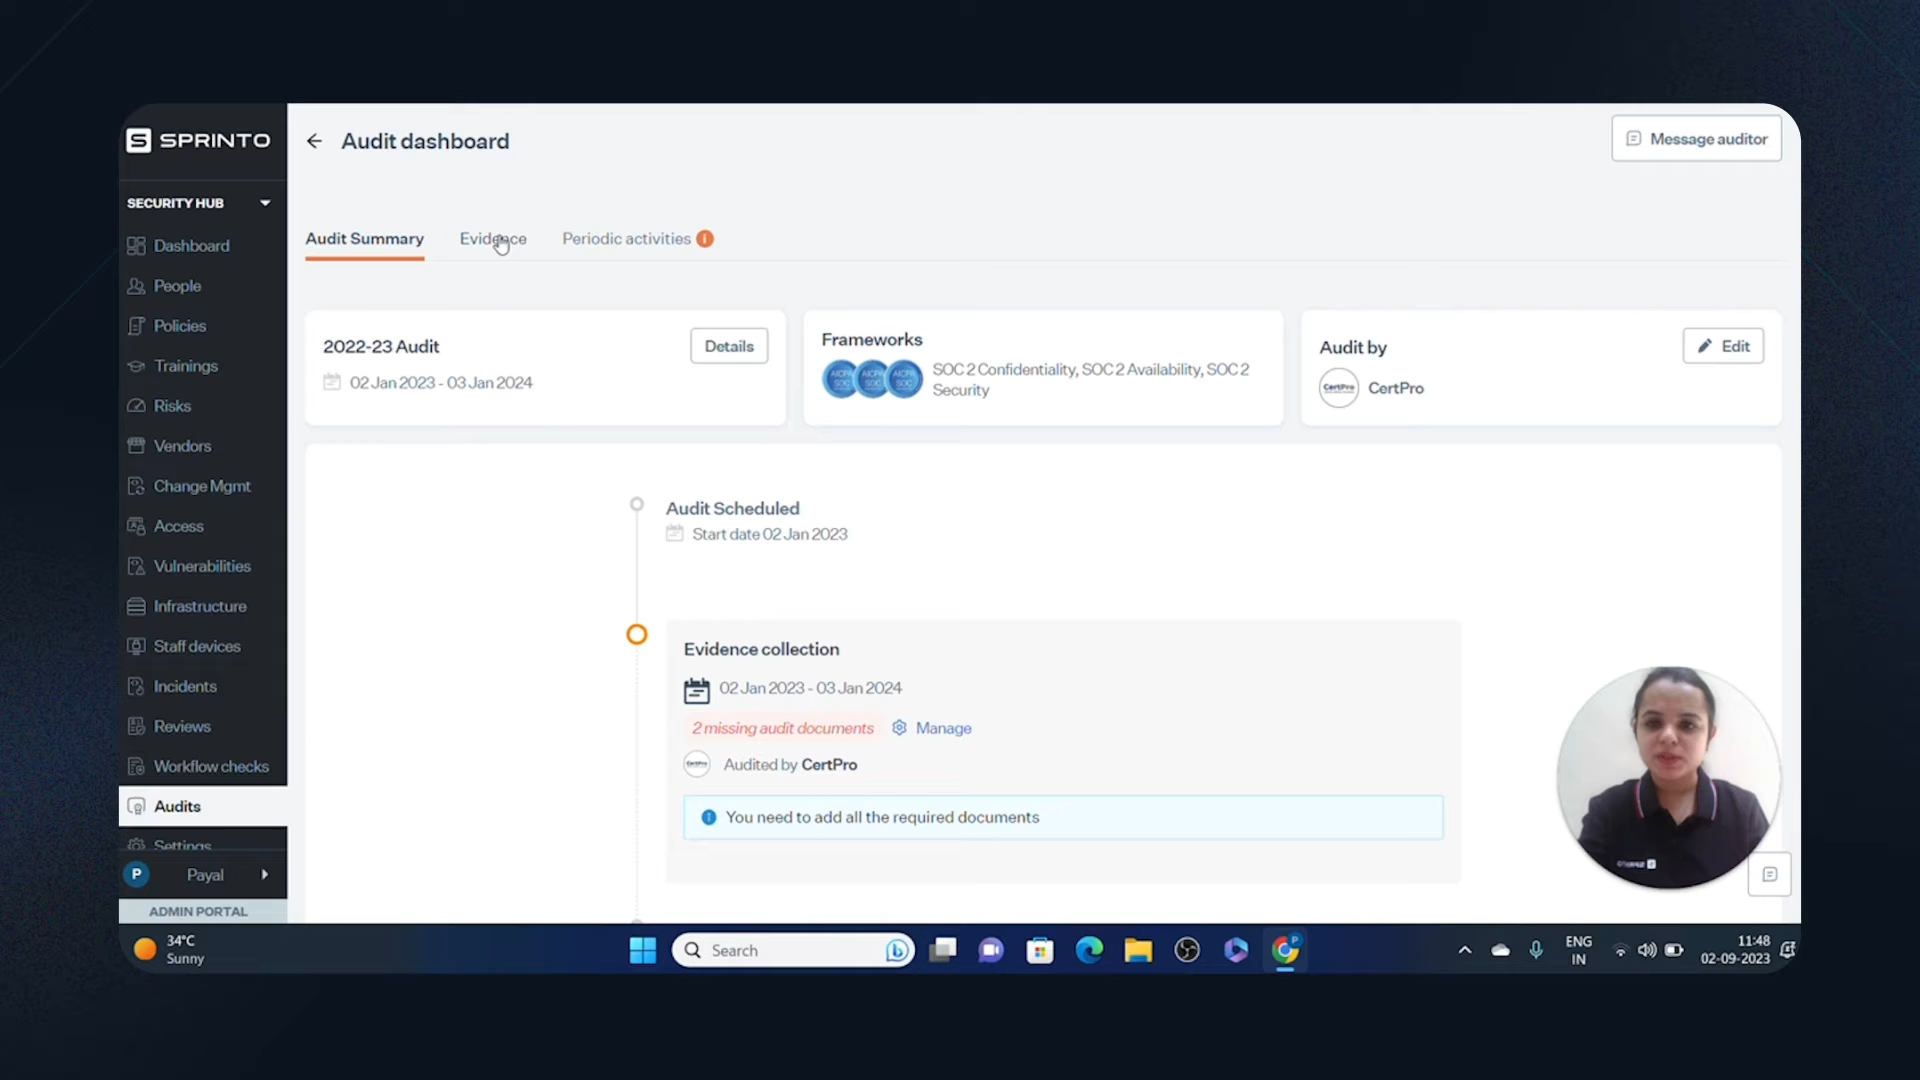 SPRINTO
SECURITY HUB
Dashboard
People
Policies
Trainings
Risks
Vendors
Change Mgmt
Access
Vulnerabilities
Infrastructure
Staff devices
Incidents
Reviews
Workflow checks
Audits
Settings
P Payal
ADMIN PORTAL
Audit dashboard
Message auditor
Audit Summary Evidence Periodic activities
2022-23 Audit
Details
02 Jan 2023 - 03 Jan 2024
Frameworks
SOC 2 Confidentiality, SOC 2 Availability, SOC 2
Security
Audit by
Edit
CertPro CertPro
Audit Scheduled
Start date 02 Jan 2023
Evidence collection
02 Jan 2023 - 03 Jan 2024
2 missing audit documents Manage
Audited by CertPro
You need to add all the required documents
34°C
Sunny
Search
ENG
IN
11:48
02-09-2023